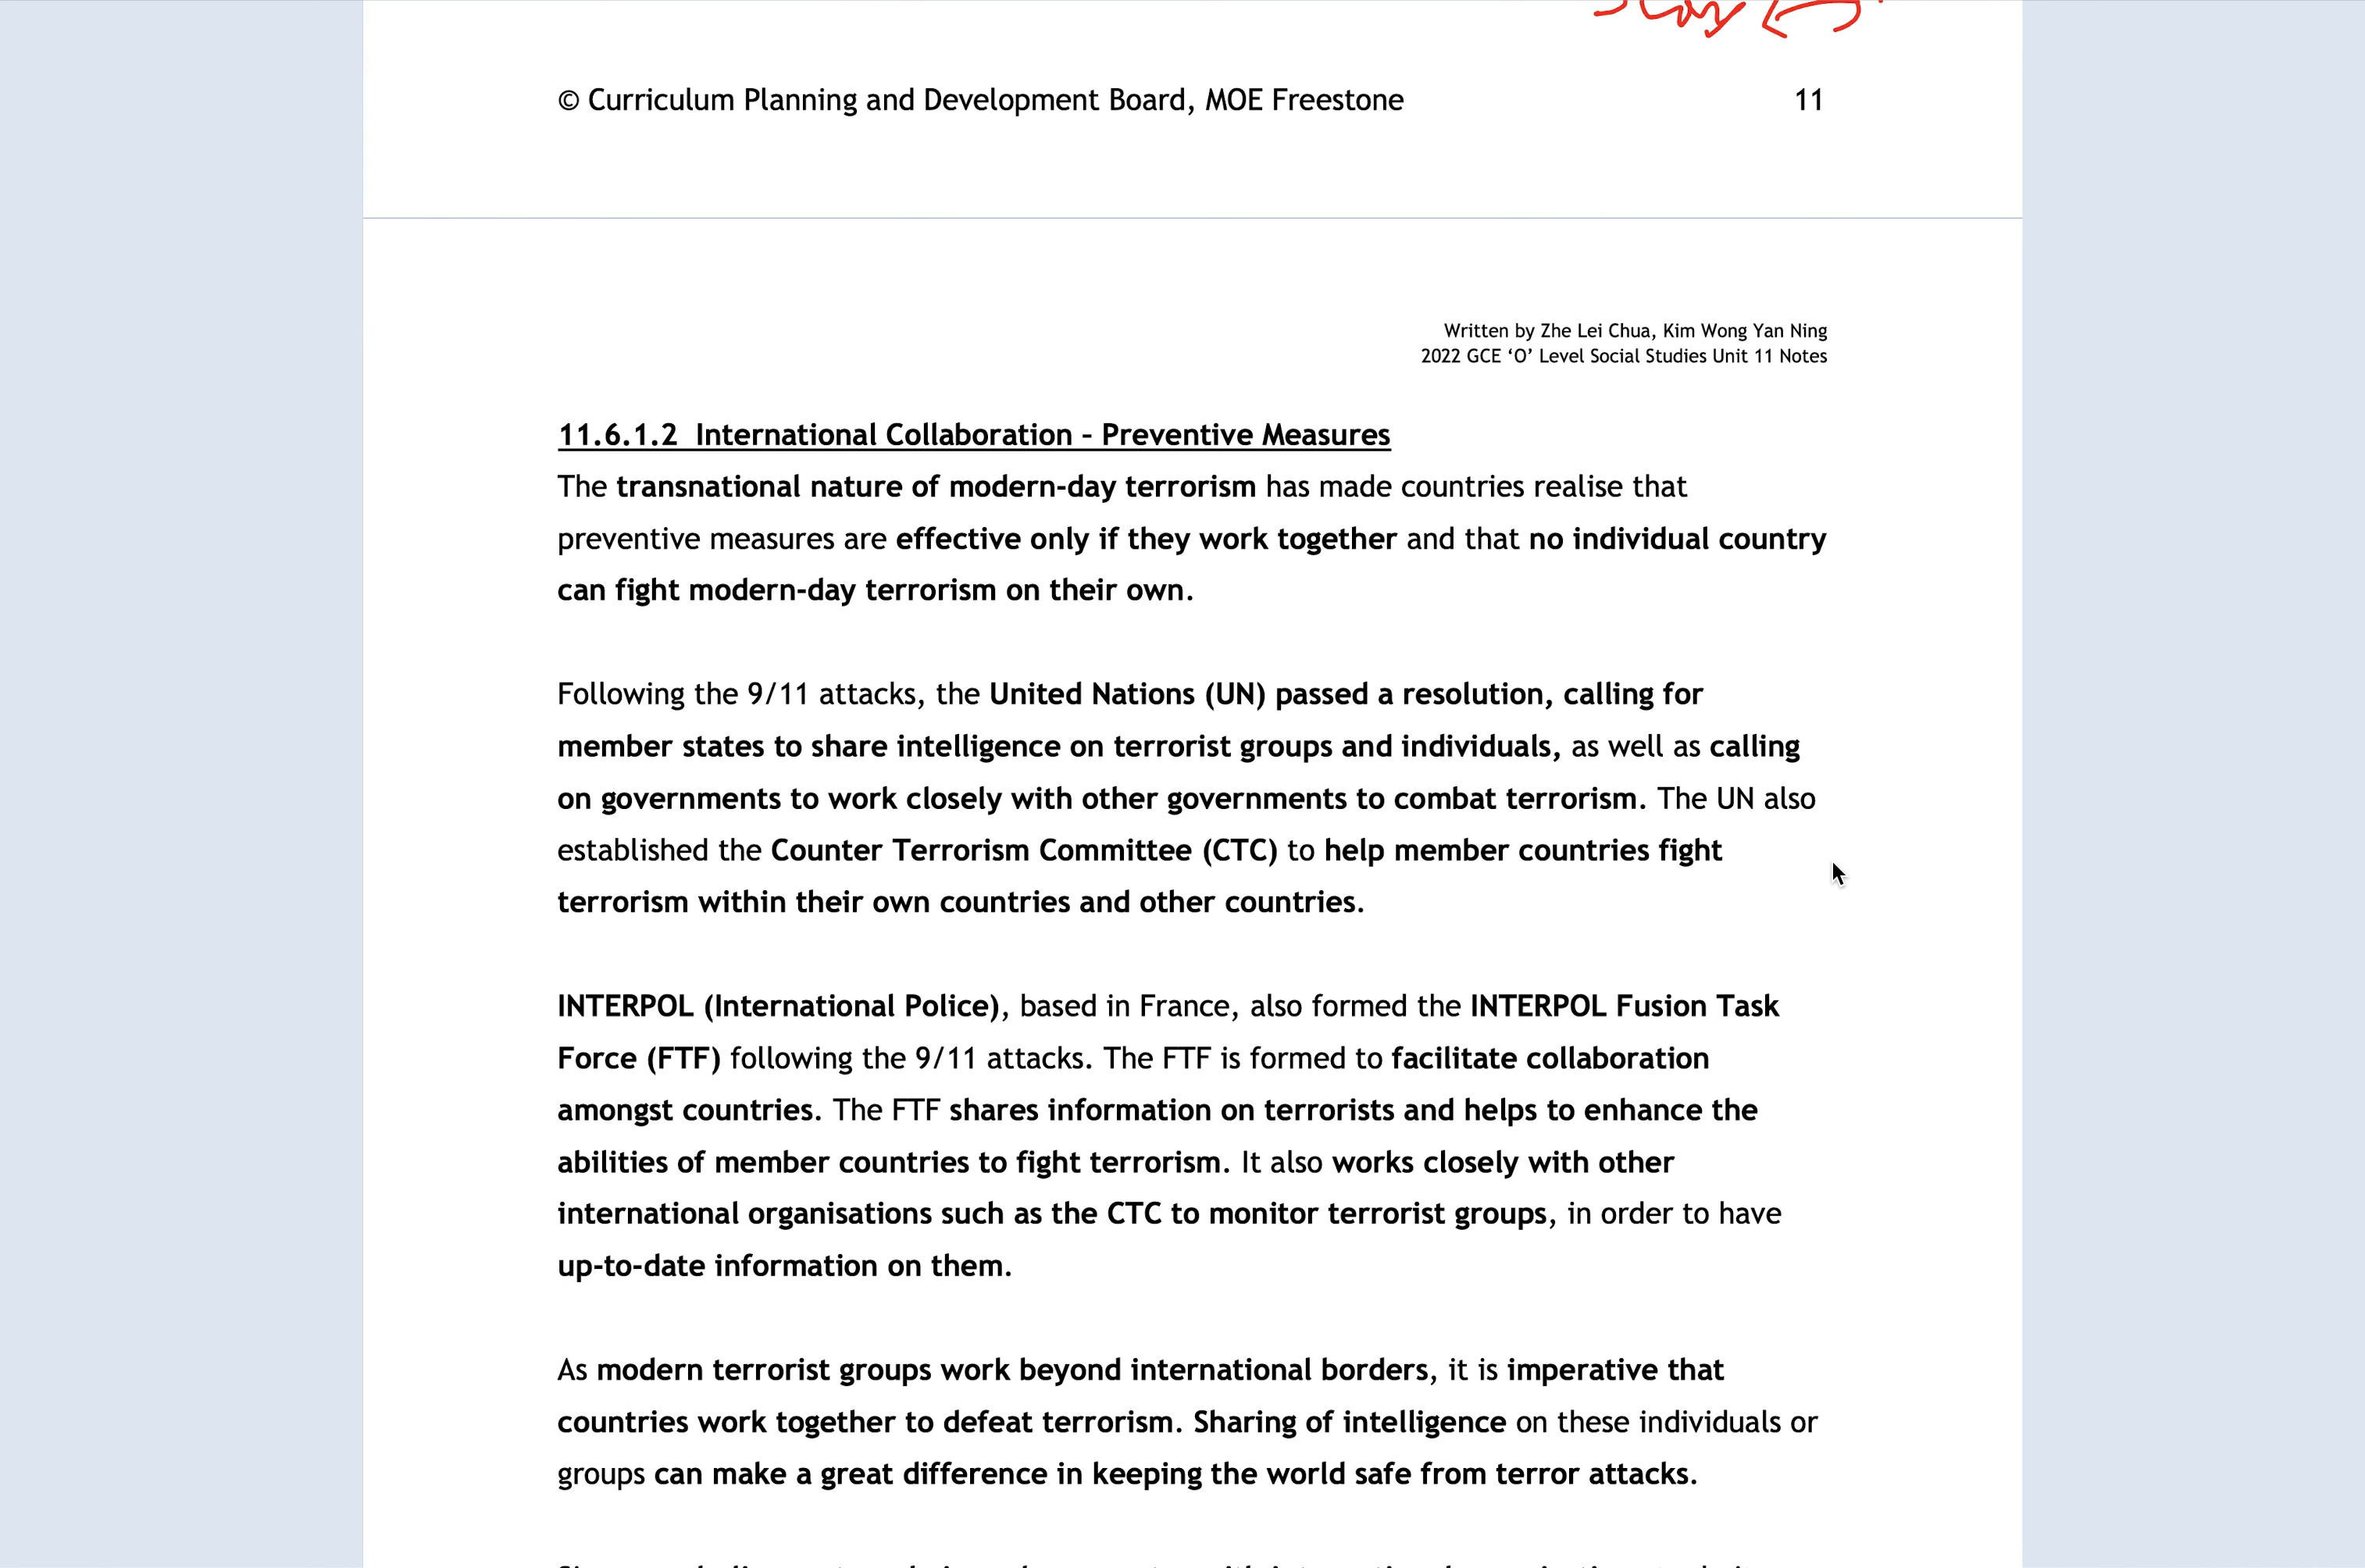 © Curriculum Planning and Development Board, MOE Freestone 11
Written by Zhe Lei Chua, Kim Wong Yan Ning
2022 GCE ‘O’ Level Social Studies Unit 11 Notes
11.6.1.2 International Collaboration – Preventive Measures
The transnational nature of modern-day terrorism has made countries realise that
preventive measures are effective only if they work together and that no individual country
can fight modern-day terrorism on their own.
Following the 9/11 attacks, the United Nations (UN) passed a resolution, calling for
member states to share intelligence on terrorist groups and individuals, as well as calling
on governments to work closely with other governments to combat terrorism. The UN also
established the Counter Terrorism Committee (CTC) to help member countries fight
terrorism within their own countries and other countries.
INTERPOL (International Police), based in France, also formed the INTERPOL Fusion Task
Force (FTF) following the 9/11 attacks. The FTF is formed to facilitate collaboration
amongst countries. The FTF shares information on terrorists and helps to enhance the
abilities of member countries to fight terrorism. It also works closely with other
international organisations such as the CTC to monitor terrorist groups, in order to have
up-to-date information on them.
As modern terrorist groups work beyond international borders, it is imperative that
countries work together to defeat terrorism. Sharing of intelligence on these individuals or
groups can make a great difference in keeping the world safe from terror attacks.